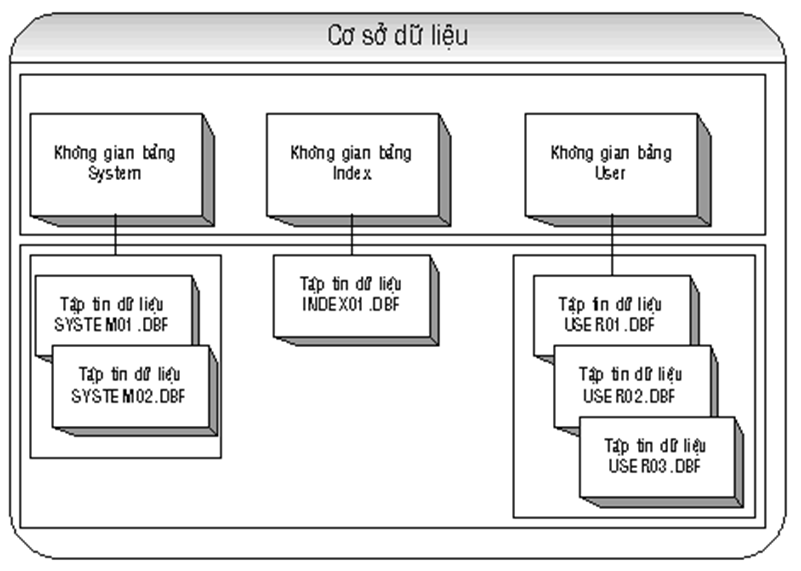 Cơ sở dữ liệu
Không gian bảng
System
Không gian bảng
Index
Không gian bảng
User
Tập tin dữ liệu
SYSTEM01.DBF
Tập tin dữ liệu
SYSTEM02.DBF
Tập tin dữ liệu
INDEX01.DBF
Tập tin dữ liệu
USER01.DBF
Tập tin dữ liệu
USER02.DBF
Tập tin dữ liệu
USER03.DBF